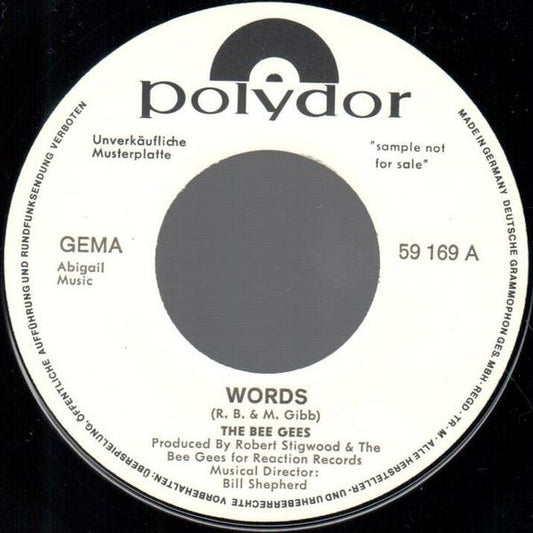 polydor
Unverkäufliche
Musterplatte
"sample not
for sale"
GEMA
Abigail
Music
59 169 A
WORDS
(R. B. & M. Gibb)
THE BEE GEES
Produced By Robert Stigwood & The
Bee Gees for Reaction Records
Musical Director:
Bill Shepherd
MADE IN GERMANY DEUTSCHE GRAMMOPHON GES. MBH - REGD - TR - M - ALLE HERSTELLER- UND URHEBERRECHTE VORBEHALTEN · ÜBERSPIELUNG, ÖFFENTLICHE AUFFÜHRUNG UND RUNDFUNKSENDUNG VERBOTEN